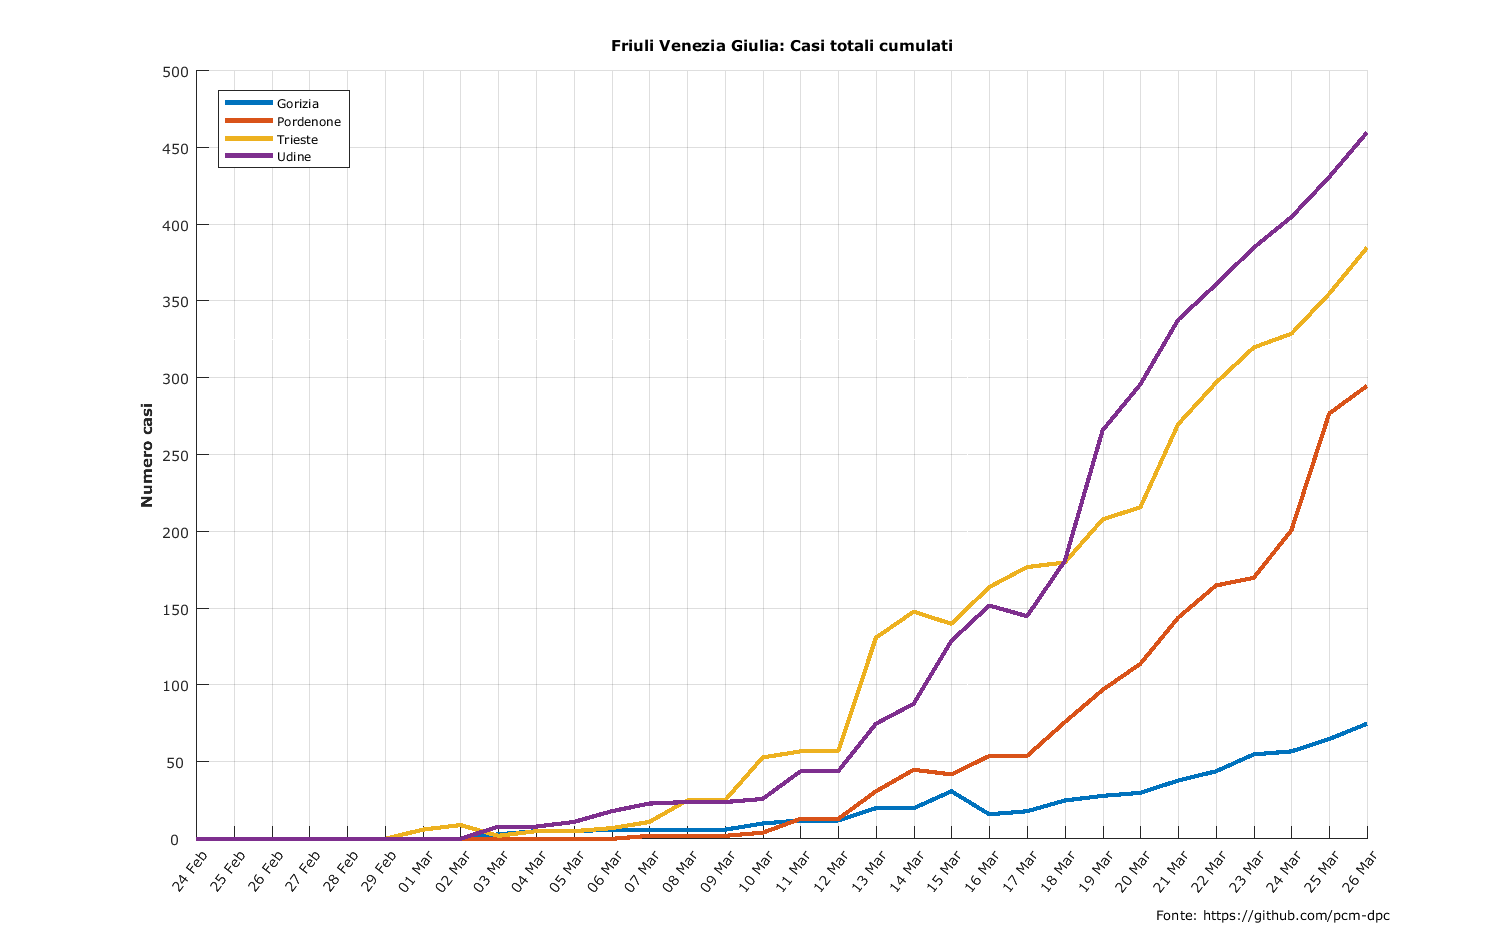 Friuli Venezia Giulia: Casi totali cumulati
500
450
400
350
300
250
200
150
100
50
0
Numero casi
Gorizia
Pordenone
Trieste
Udine
24 Feb
25 Feb
26 Feb
27 Feb
28 Feb
29 Feb
01 Mar
02 Mar
03 Mar
04 Mar
05 Mar
06 Mar
07 Mar
08 Mar
09 Mar
10 Mar
11 Mar
12 Mar
13 Mar
14 Mar
15 Mar
16 Mar
17 Mar
18 Mar
19 Mar
20 Mar
21 Mar
22 Mar
23 Mar
24 Mar
25 Mar
26 Mar
Fonte: https://github.com/pcm-dpc